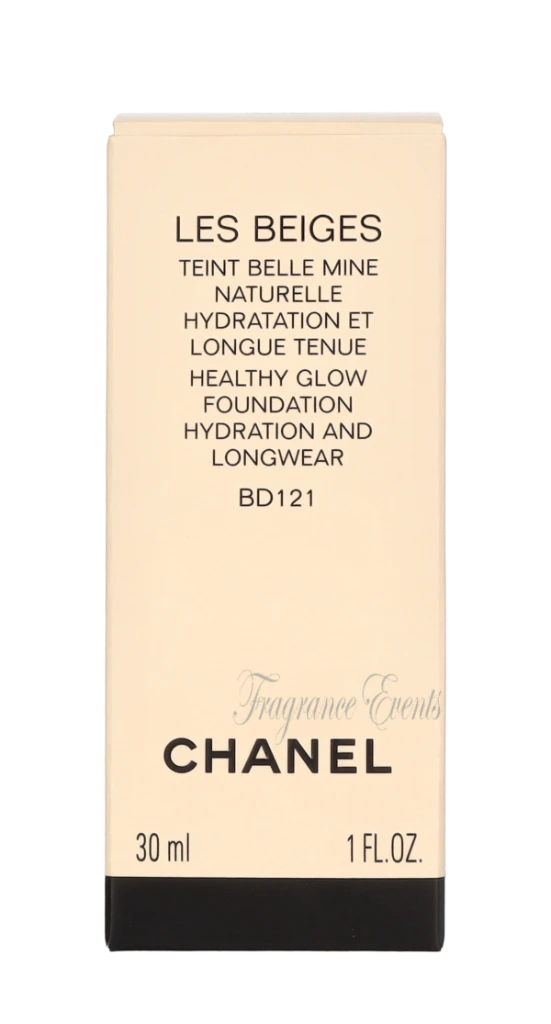 LES BEIGES
TEINT BELLE MINE
NATURELLE
HYDRATATION ET
LONGUE TENUE
HEALTHY GLOW
FOUNDATION
HYDRATION AND
LONGWEAR
BD121
Fragrance Events
CHANEL
30 ml 1 FL.OZ.